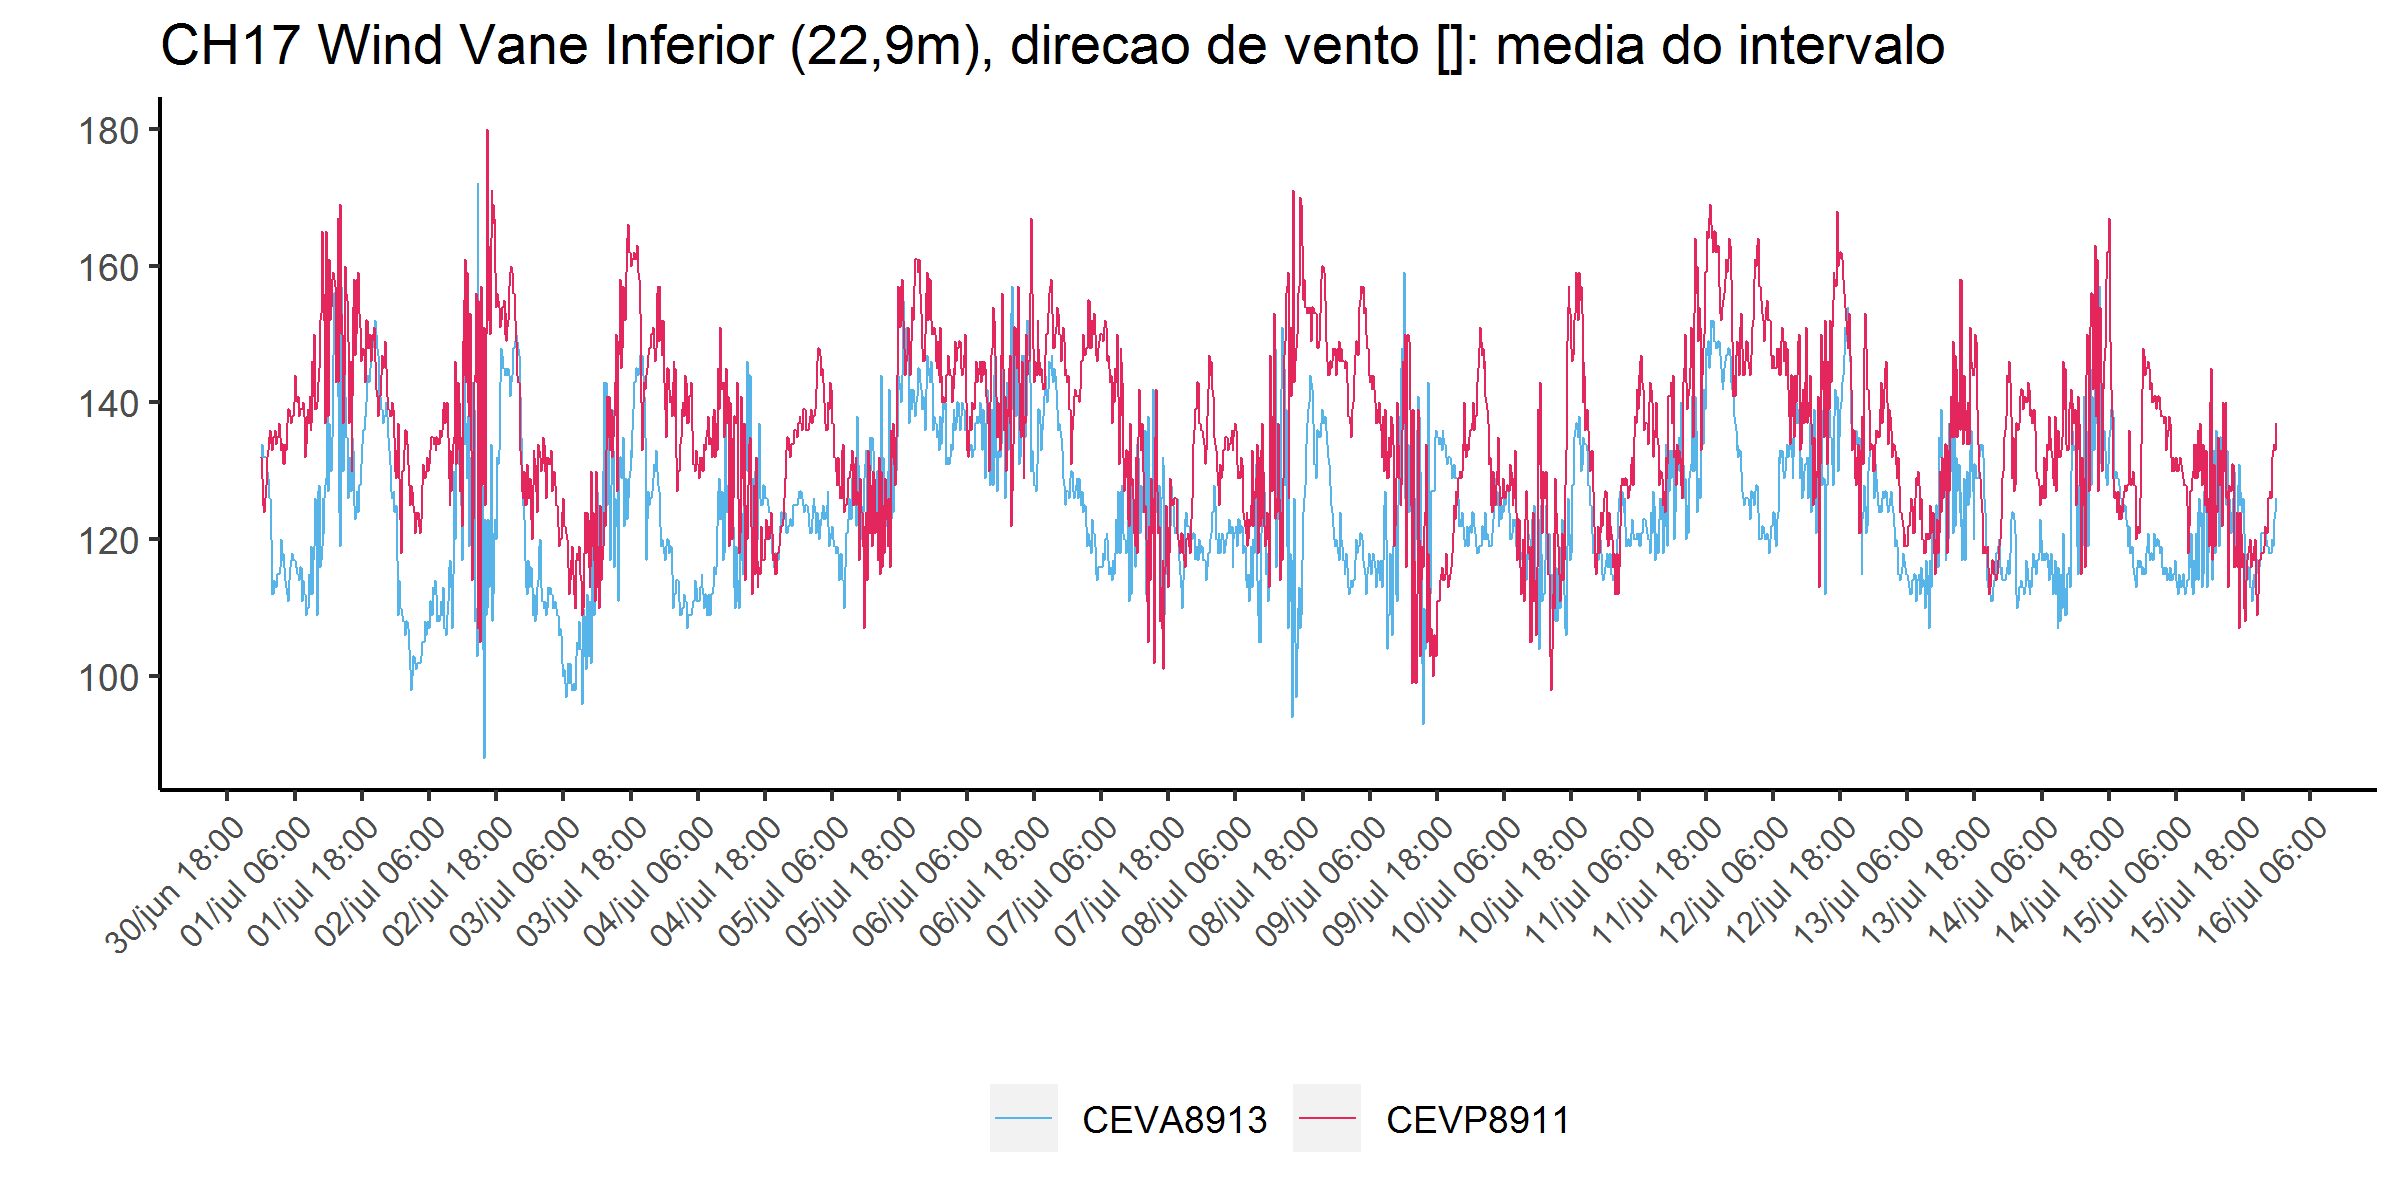 CH17 Wind Vane Inferior (22,9m), direcao de vento []: media do intervalo
180
160
140
120
100
30/jun 18:00
01/jul 06:00
01/jul 18:00
02/jul 06:00
02/jul 18:00
03/jul 06:00
03/jul 18:00
04/jul 06:00
04/jul 18:00
05/jul 06:00
05/jul 18:00
06/jul 06:00
06/jul 18:00
07/jul 06:00
07/jul 18:00
08/jul 06:00
08/jul 18:00
09/jul 06:00
09/jul 18:00
10/jul 06:00
10/jul 18:00
11/jul 06:00
11/jul 18:00
12/jul 06:00
12/jul 18:00
13/jul 06:00
13/jul 18:00
14/jul 06:00
14/jul 18:00
15/jul 06:00
15/jul 18:00
16/jul 06:00
CEVA8913 CEVP8911